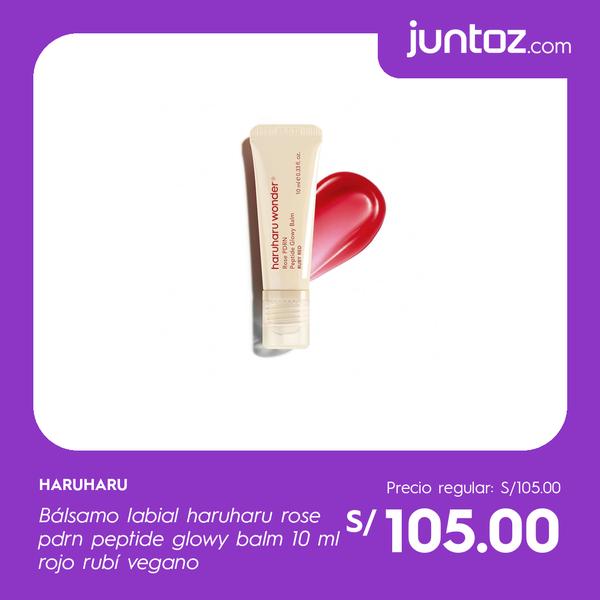 juntoz.com
haruharu wonder®
Rose PDRN
Peptide Glowy Balm
RUBY RED
10 ml ℮ 0.33 fl. oz.
HARUHARU
Bálsamo labial haruharu rose
pdrn peptide glowy balm 10 ml
rojo rubí vegano
Precio regular: S/105.00
S/ 105.00